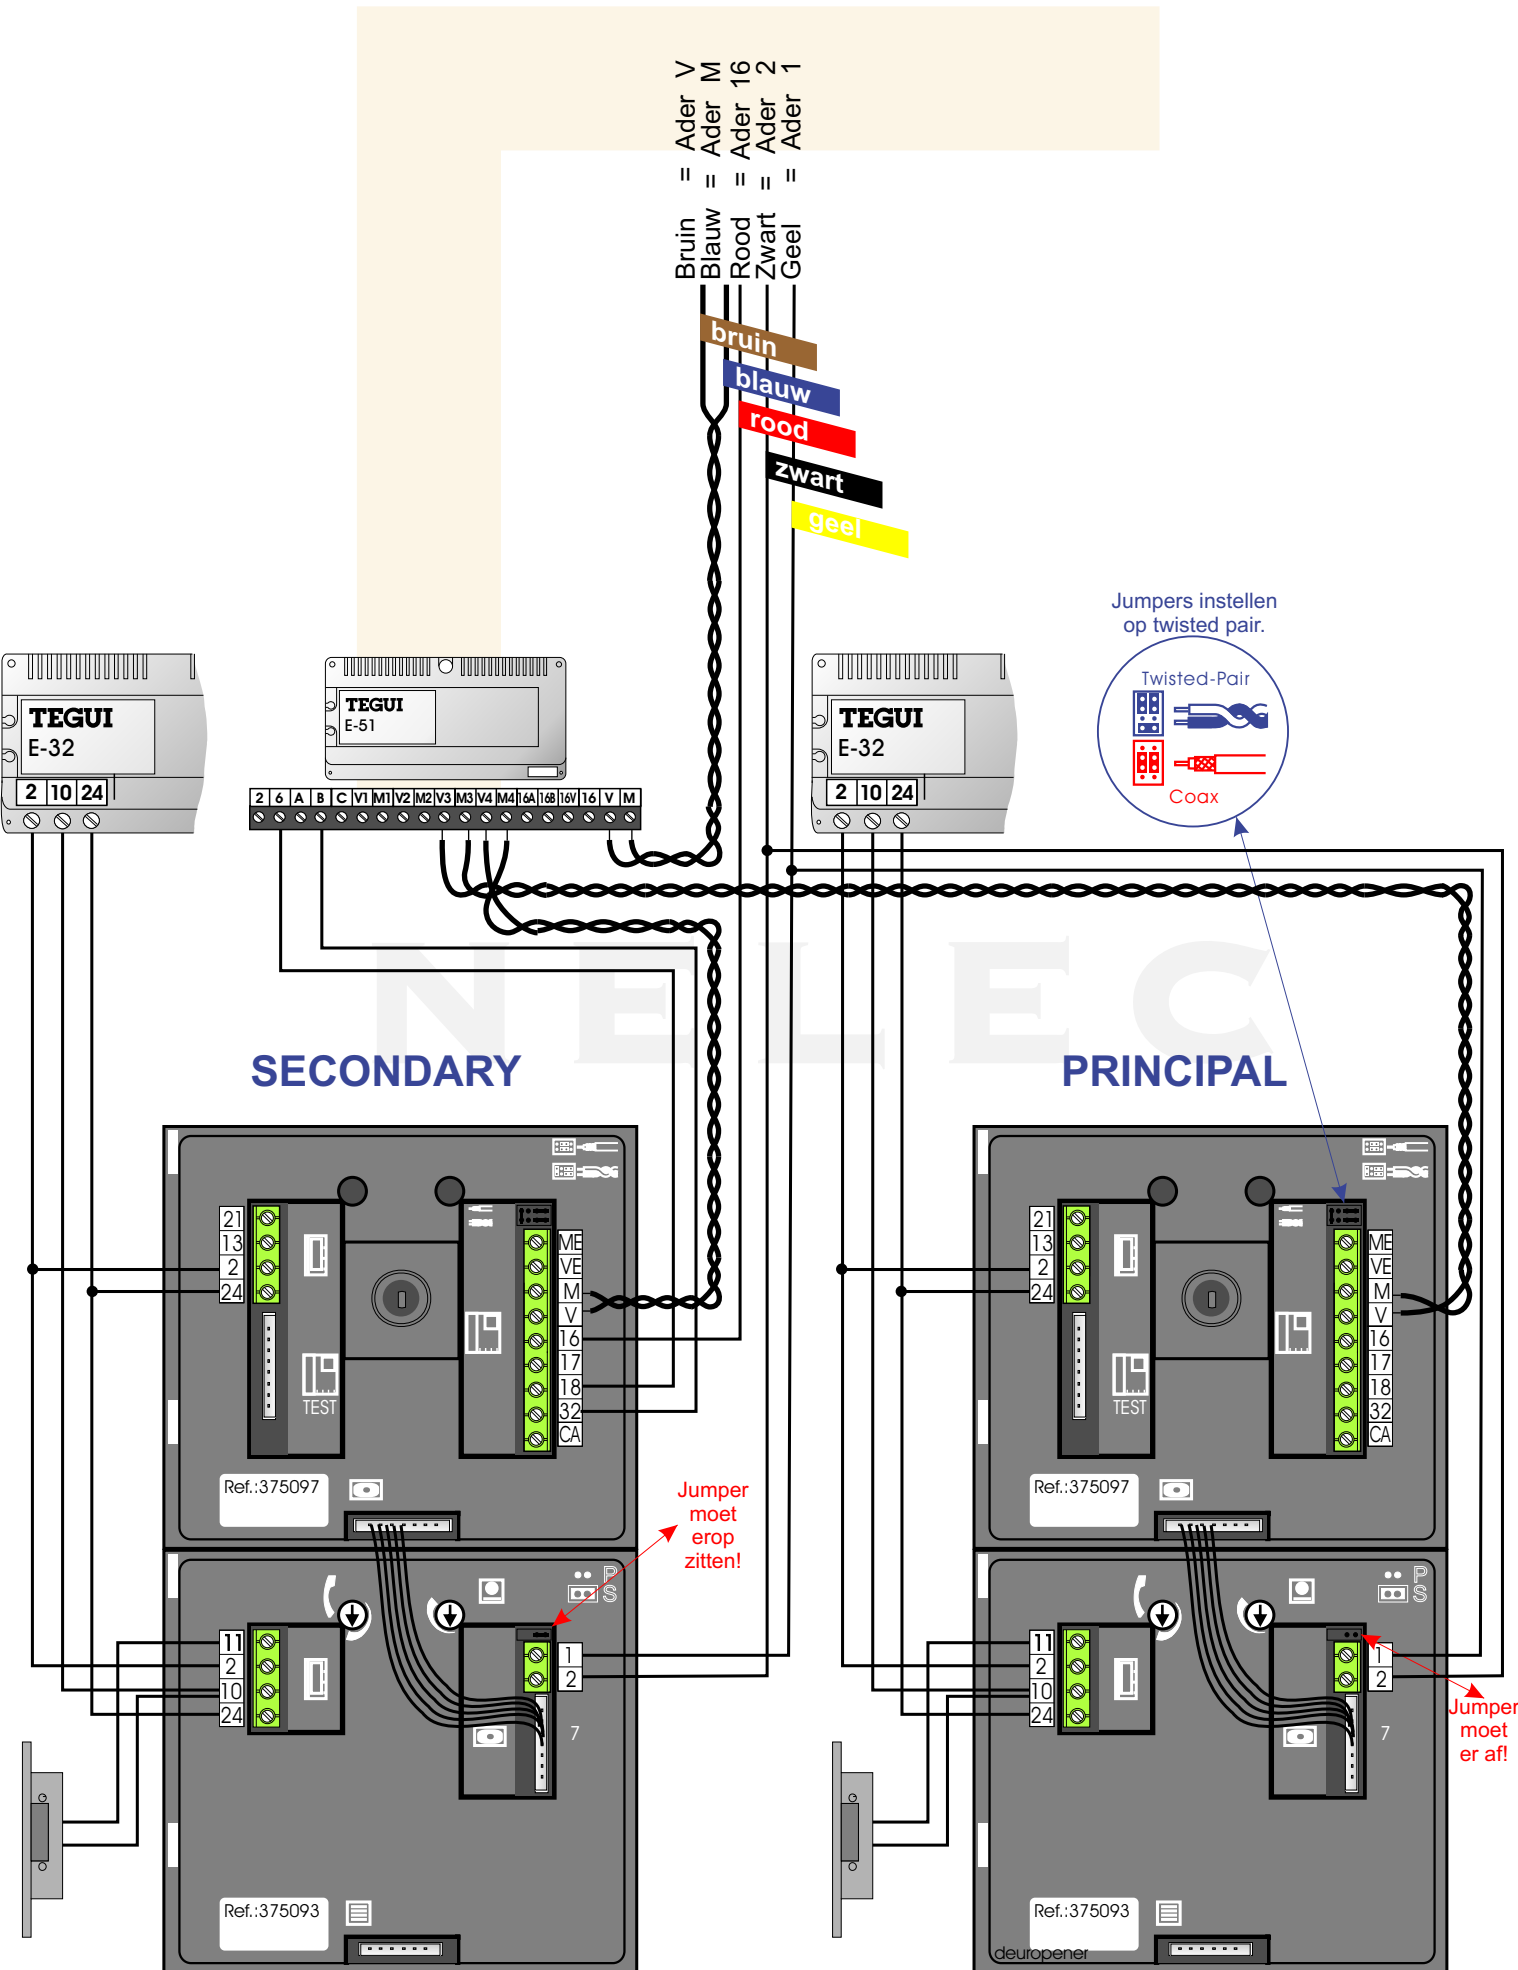 Bruin = Ader V
Blauw = Ader M
Rood = Ader 16
Zwart = Ader 2
Geel = Ader 1
bruin
blauw
rood
zwart
geel
Jumpers instellen
op twisted pair.
Twisted-Pair
Coax
TEGUI
E-32
2 10 24
TEGUI
E-51
2 6 A B C V1 M1 V2 M2 V3 M3 V4 M4 16A 16B 16V 16 V M
TEGUI
E-32
2 10 24
NELEC
SECONDARY
PRINCIPAL
21
13
2
24
TEST
ME
VE
M
V
16
17
18
32
CA
Ref.:375097
Jumper
moet
erop
zitten!
P
S
11
2
10
24
1
2
7
Ref.:375093
21
13
2
24
TEST
ME
VE
M
V
16
17
18
32
CA
Ref.:375097
P
S
11
2
10
24
1
2
7
Jumper
moet
er af!
Ref.:375093
deuropener